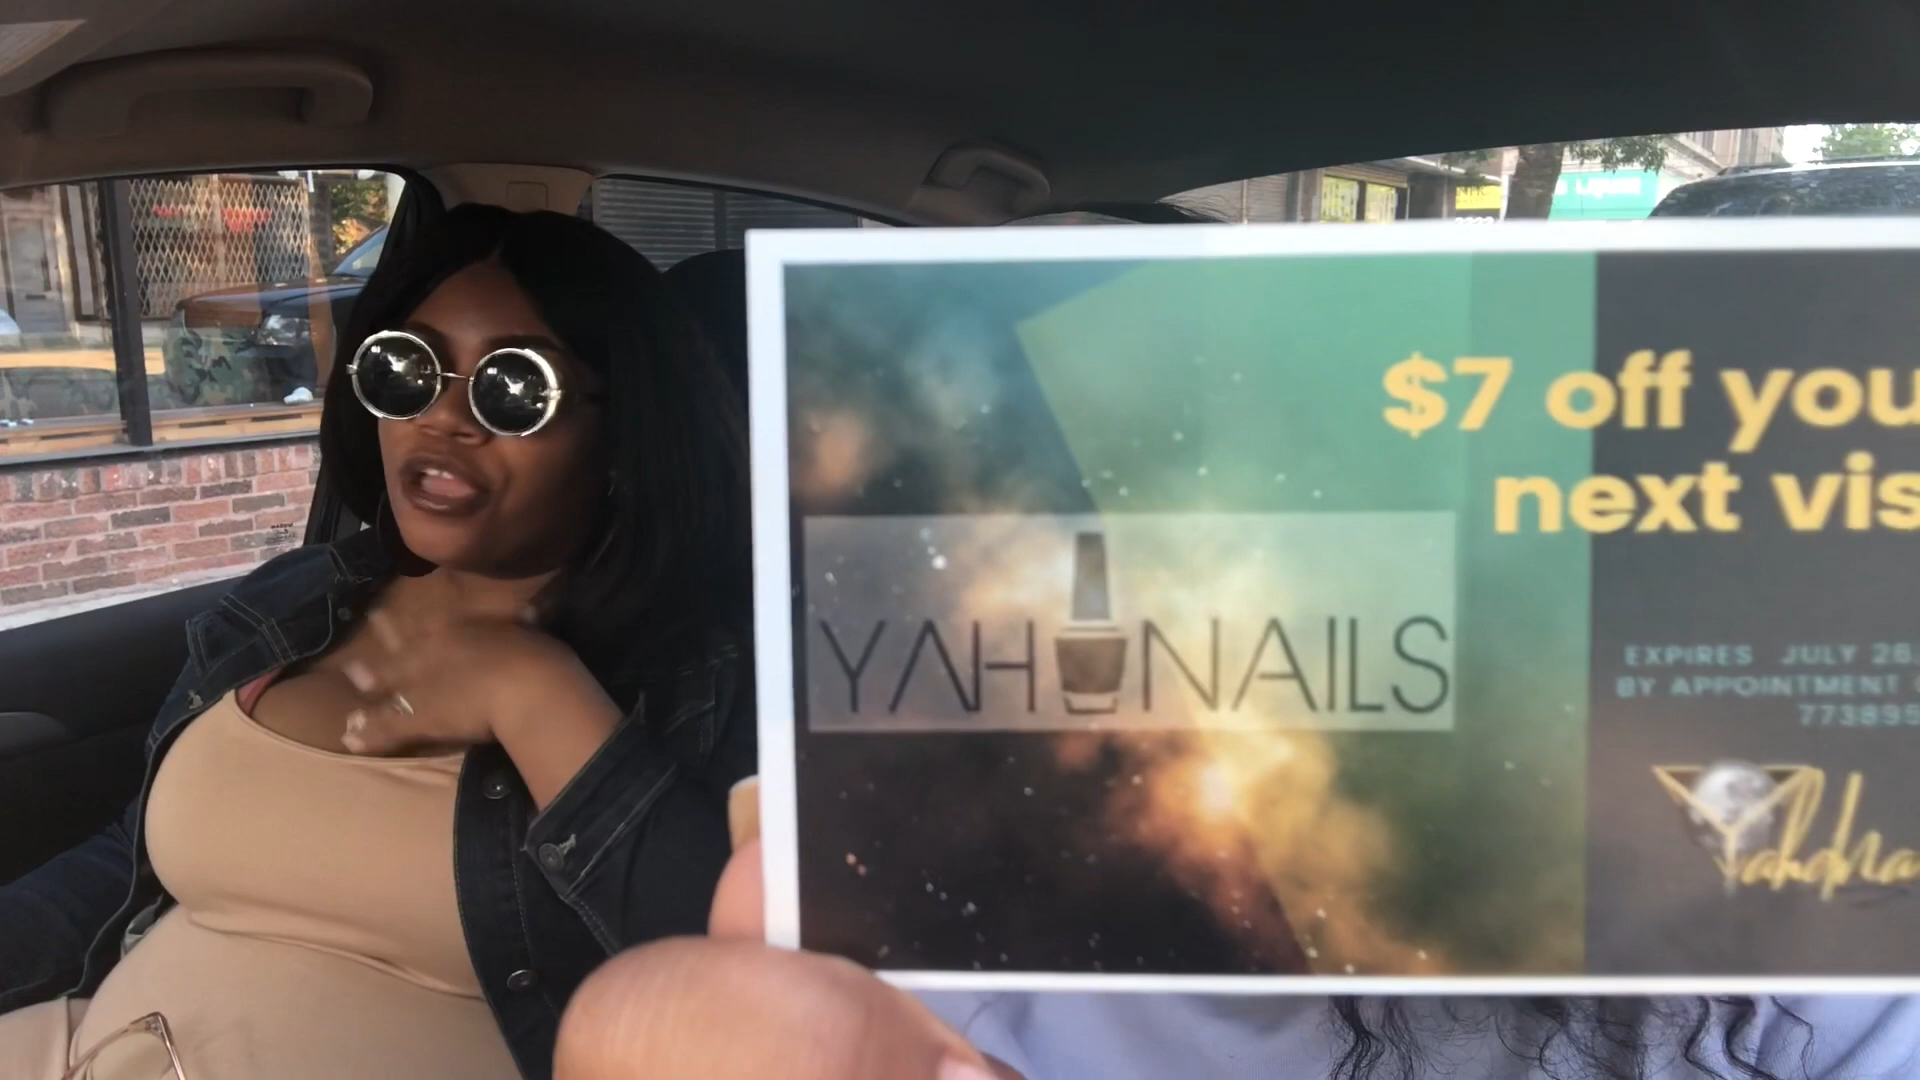 $7 off you
next vis
YAH NAILS
EXPIRES JULY 28,
BY APPOINTMENT
773895